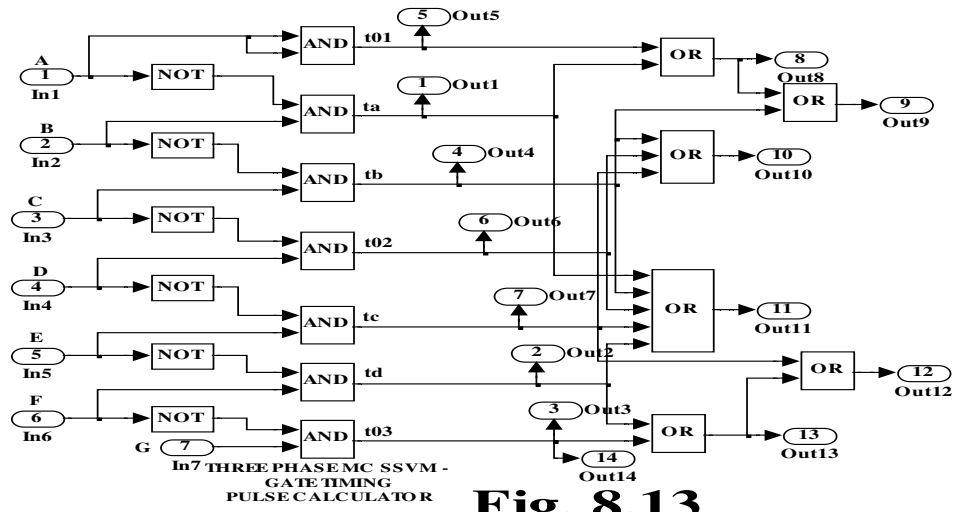 5 Out5
AND t01
A
1
In1
NOT
OR
8
Out8
AND ta
1 Out1
OR
9
Out9
B
2
In2
NOT
AND tb
4 Out4
OR
10
Out10
C
3
In3
NOT
AND t02
6 Out6
D
4
In4
NOT
AND tc
7 Out7
OR
11
Out11
E
5
In5
NOT
AND td
2 Out2
OR
12
Out12
F
6
In6
NOT
AND t03
3 Out3
OR
13
Out13
G
7
In7
14
Out14
THREE PHASE MC SSVM -
GATE TIMING
PULSE CALCULATOR
Fig. 8.13